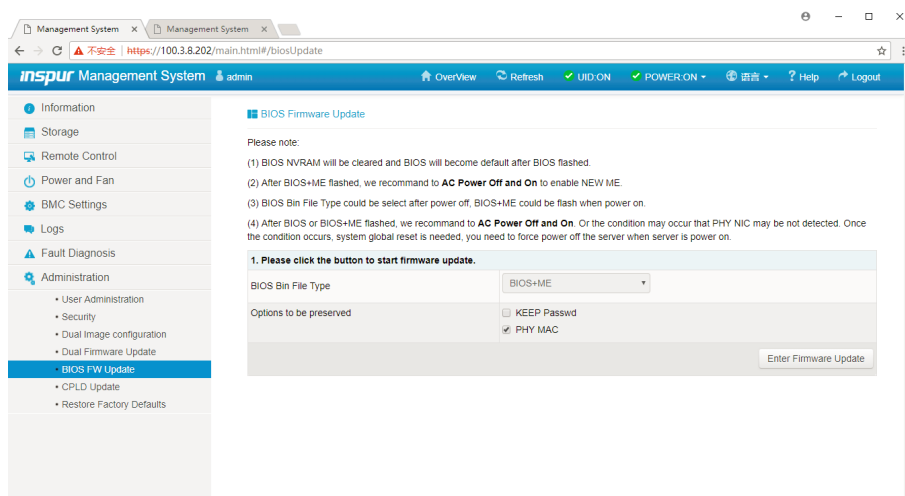 Management System
Management System
不安全 | https://100.3.8.202/main.html#/biosUpdate
inspur Management System admin OverView Refresh UID:ON POWER:ON 语言 Help Logout
Information
Storage
Remote Control
Power and Fan
BMC Settings
Logs
Fault Diagnosis
Administration
• User Administration
• Security
• Dual Image configuration
• Dual Firmware Update
• BIOS FW Update
• CPLD Update
• Restore Factory Defaults
BIOS Firmware Update
Please note:
(1) BIOS NVRAM will be cleared and BIOS will become default after BIOS flashed.
(2) After BIOS+ME flashed, we recommand to AC Power Off and On to enable NEW ME.
(3) BIOS Bin File Type could be select after power off, BIOS+ME could be flash when power on.
(4) After BIOS or BIOS+ME flashed, we recommand to AC Power Off and On. Or the condition may occur that PHY NIC may be not detected. Once
the condition occurs, system global reset is needed, you need to force power off the server when server is power on.
1. Please click the button to start firmware update.
BIOS Bin File Type BIOS+ME
Options to be preserved KEEP Passwd
PHY MAC
Enter Firmware Update